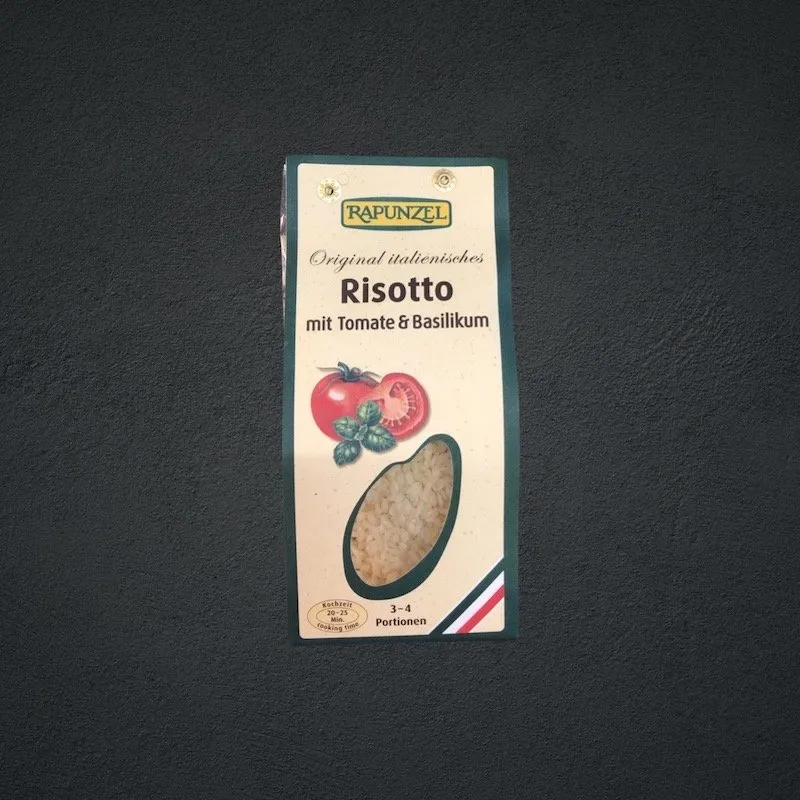 RAPUNZEL
Original italienisches
Risotto
mit Tomate & Basilikum
Kochzeit
20-25
Min.
cooking time
3-4
Portionen